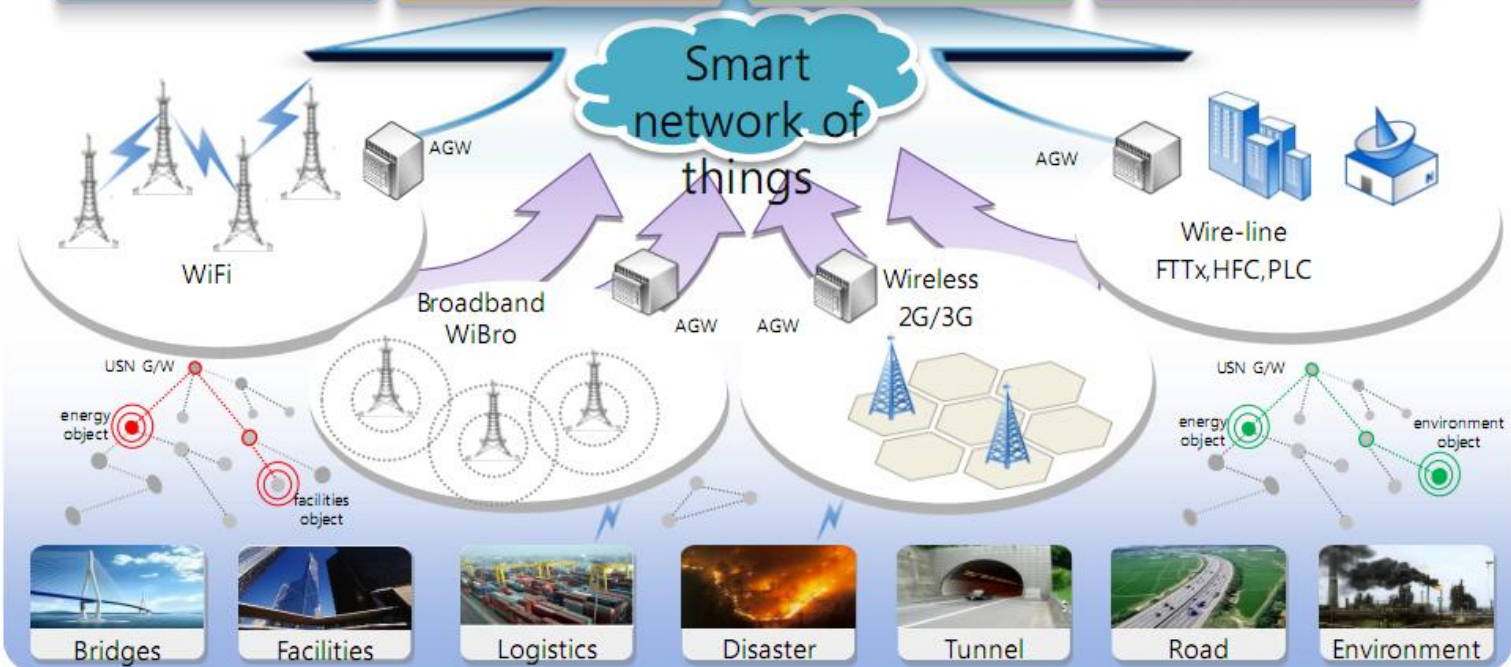 Smart
network of
things
AGW
AGW
WiFi
Wire-line
FTTx,HFC,PLC
Broadband
WiBro
AGW
AGW
Wireless
2G/3G
USN G/W
energy
object
facilities
object
USN G/W
energy
object
environment
object
Bridges
Facilities
Logistics
Disaster
Tunnel
Road
Environment